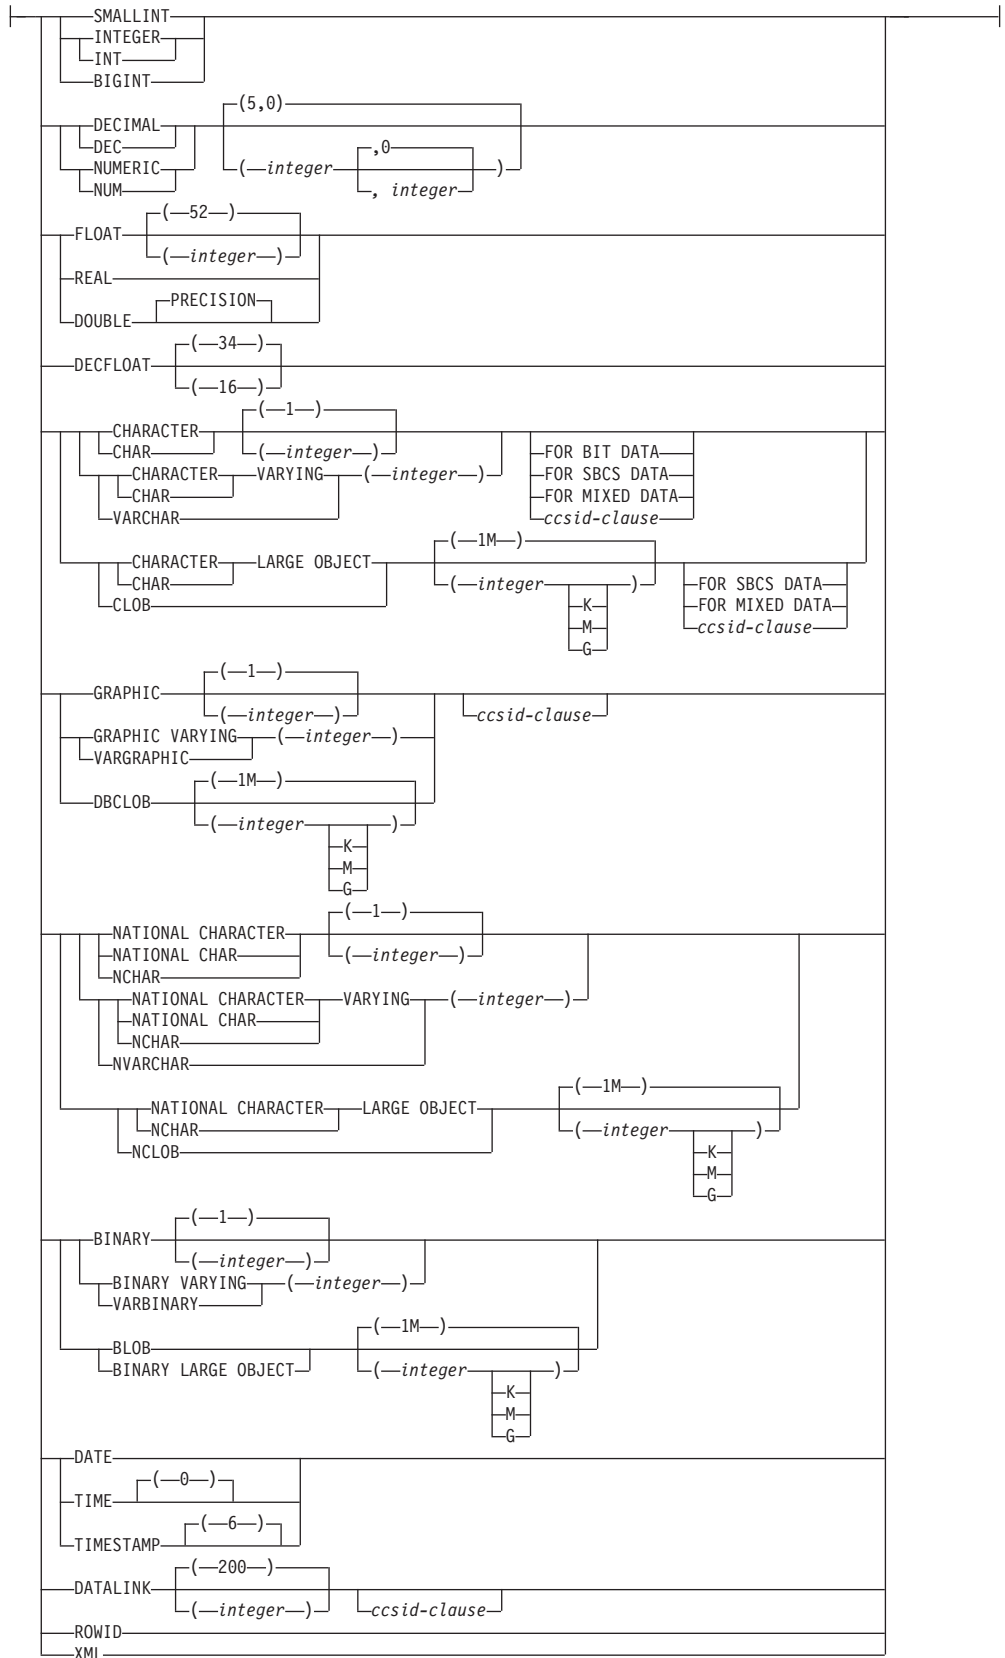 SMALLINT
INTEGER
INT
BIGINT
(5,0)
DECIMAL
DEC
,0
NUMERIC
( integer )
NUM
, integer
( 52 )
FLOAT
( integer )
REAL
PRECISION
DOUBLE
( 34 )
DECFLOAT
( 16 )
( 1 )
CHARACTER
CHAR
( integer )
FOR BIT DATA
CHARACTER VARYING ( integer )
FOR SBCS DATA
CHAR
FOR MIXED DATA
VARCHAR
ccsid-clause
( 1M )
CHARACTER LARGE OBJECT
CHAR
( integer )
FOR SBCS DATA
CLOB
K
FOR MIXED DATA
M
ccsid-clause
G
( 1 )
GRAPHIC
( integer )
ccsid-clause
GRAPHIC VARYING ( integer )
VARGRAPHIC
( 1M )
DBCLOB
( integer )
K
M
G
( 1 )
NATIONAL CHARACTER
NATIONAL CHAR
( integer )
NCHAR
NATIONAL CHARACTER VARYING ( integer )
NATIONAL CHAR
NCHAR
NVARCHAR
( 1M )
NATIONAL CHARACTER LARGE OBJECT
NCHAR
( integer )
NCLOB
K
M
G
( 1 )
BINARY
( integer )
BINARY VARYING ( integer )
VARBINARY
( 1M )
BLOB
BINARY LARGE OBJECT
( integer )
K
M
G
DATE
( 0 )
TIME
( 6 )
TIMESTAMP
( 200 )
DATALINK
( integer )
ccsid-clause
ROWID
XML